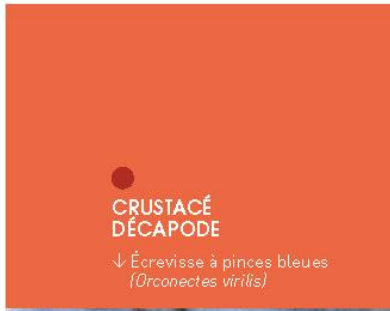 CRUSTACÉ
DÉCAPODE
↓ Écrevisse à pinces bleues
(Orconectes virilis)